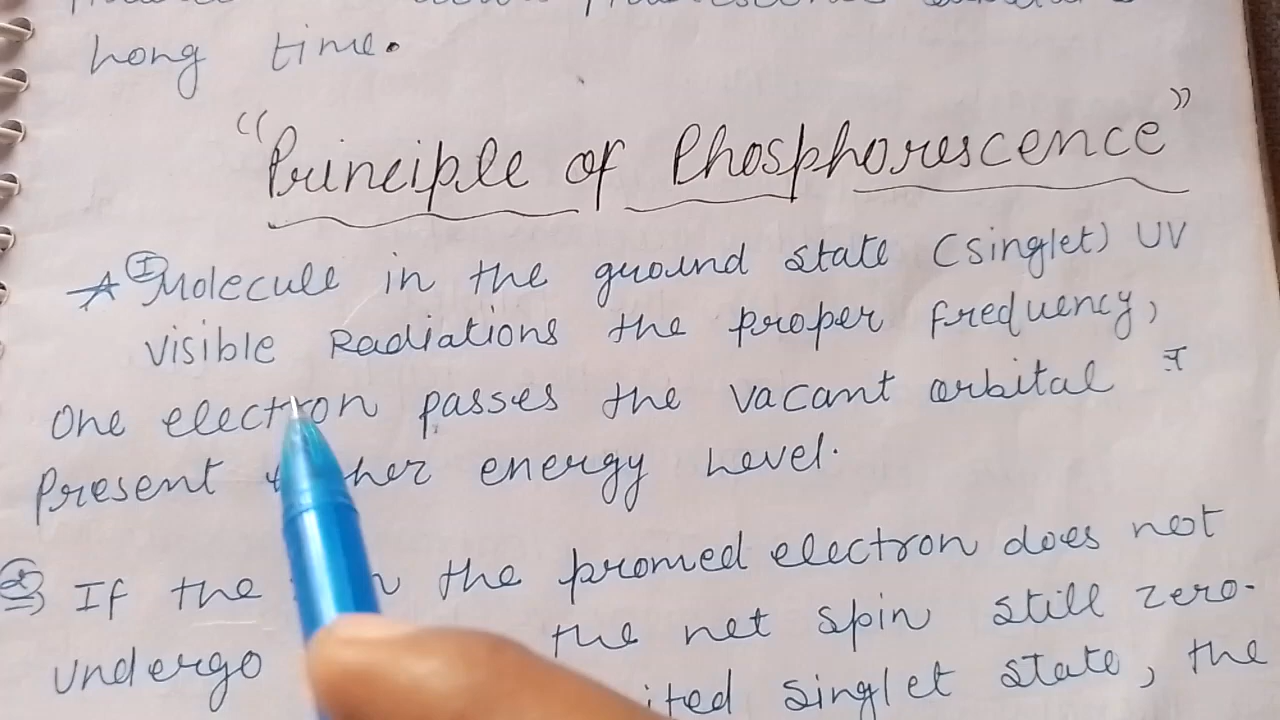 long time.
"Principle of Phosphorescence"
① Molecule in the ground state (singlet) UV
visible Radiations the proper frequency,
One electron passes the vacant orbital
Present energy Level.
② If the the promed electron does not
undergo the net spin still zero.
singlet state, the